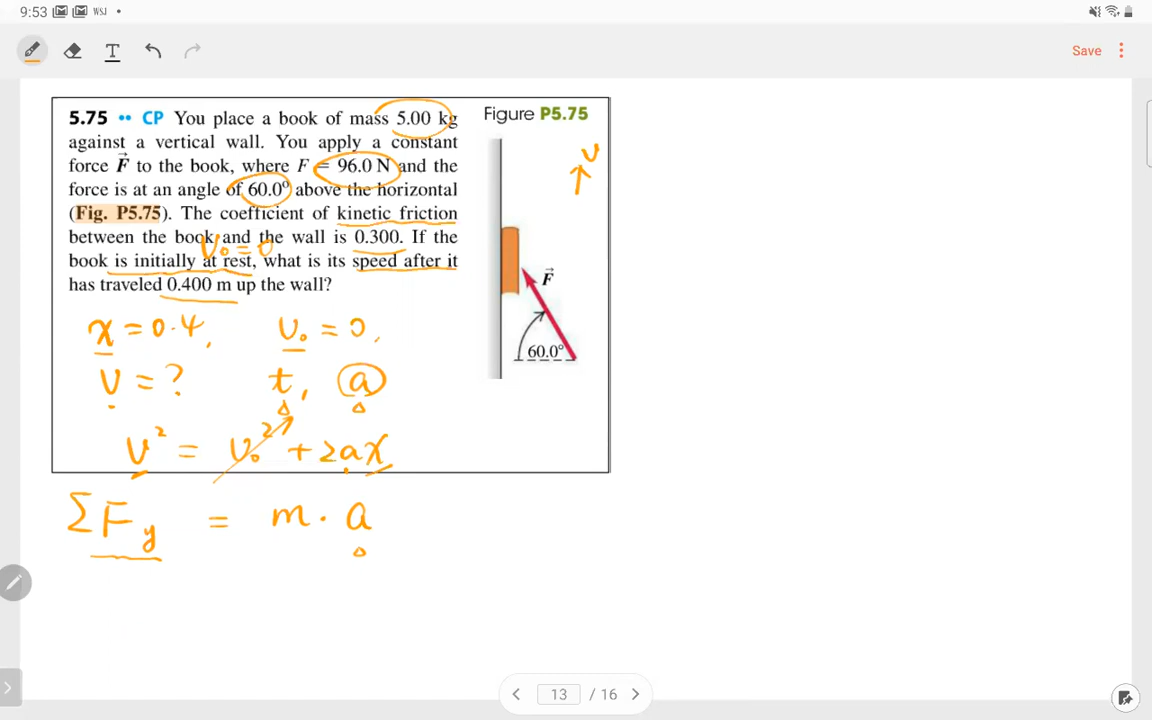 9:53 WSJ
T Save
5.75 •• CP You place a book of mass 5.00 kg
against a vertical wall. You apply a constant
force F⃗ to the book, where F = 96.0 N and the
force is at an angle of 60.0° above the horizontal
(Fig. P5.75). The coefficient of kinetic friction
between the book and the wall is 0.300. If the
book is initially at rest, what is its speed after it
has traveled 0.400 m up the wall?
v₀ = 0
Figure P5.75
v
F⃗
60.0°
x = 0.4, v₀ = 0,
v = ? t, a
v² = v₀² + 2ax
ΣF_y = m · a
13 / 16